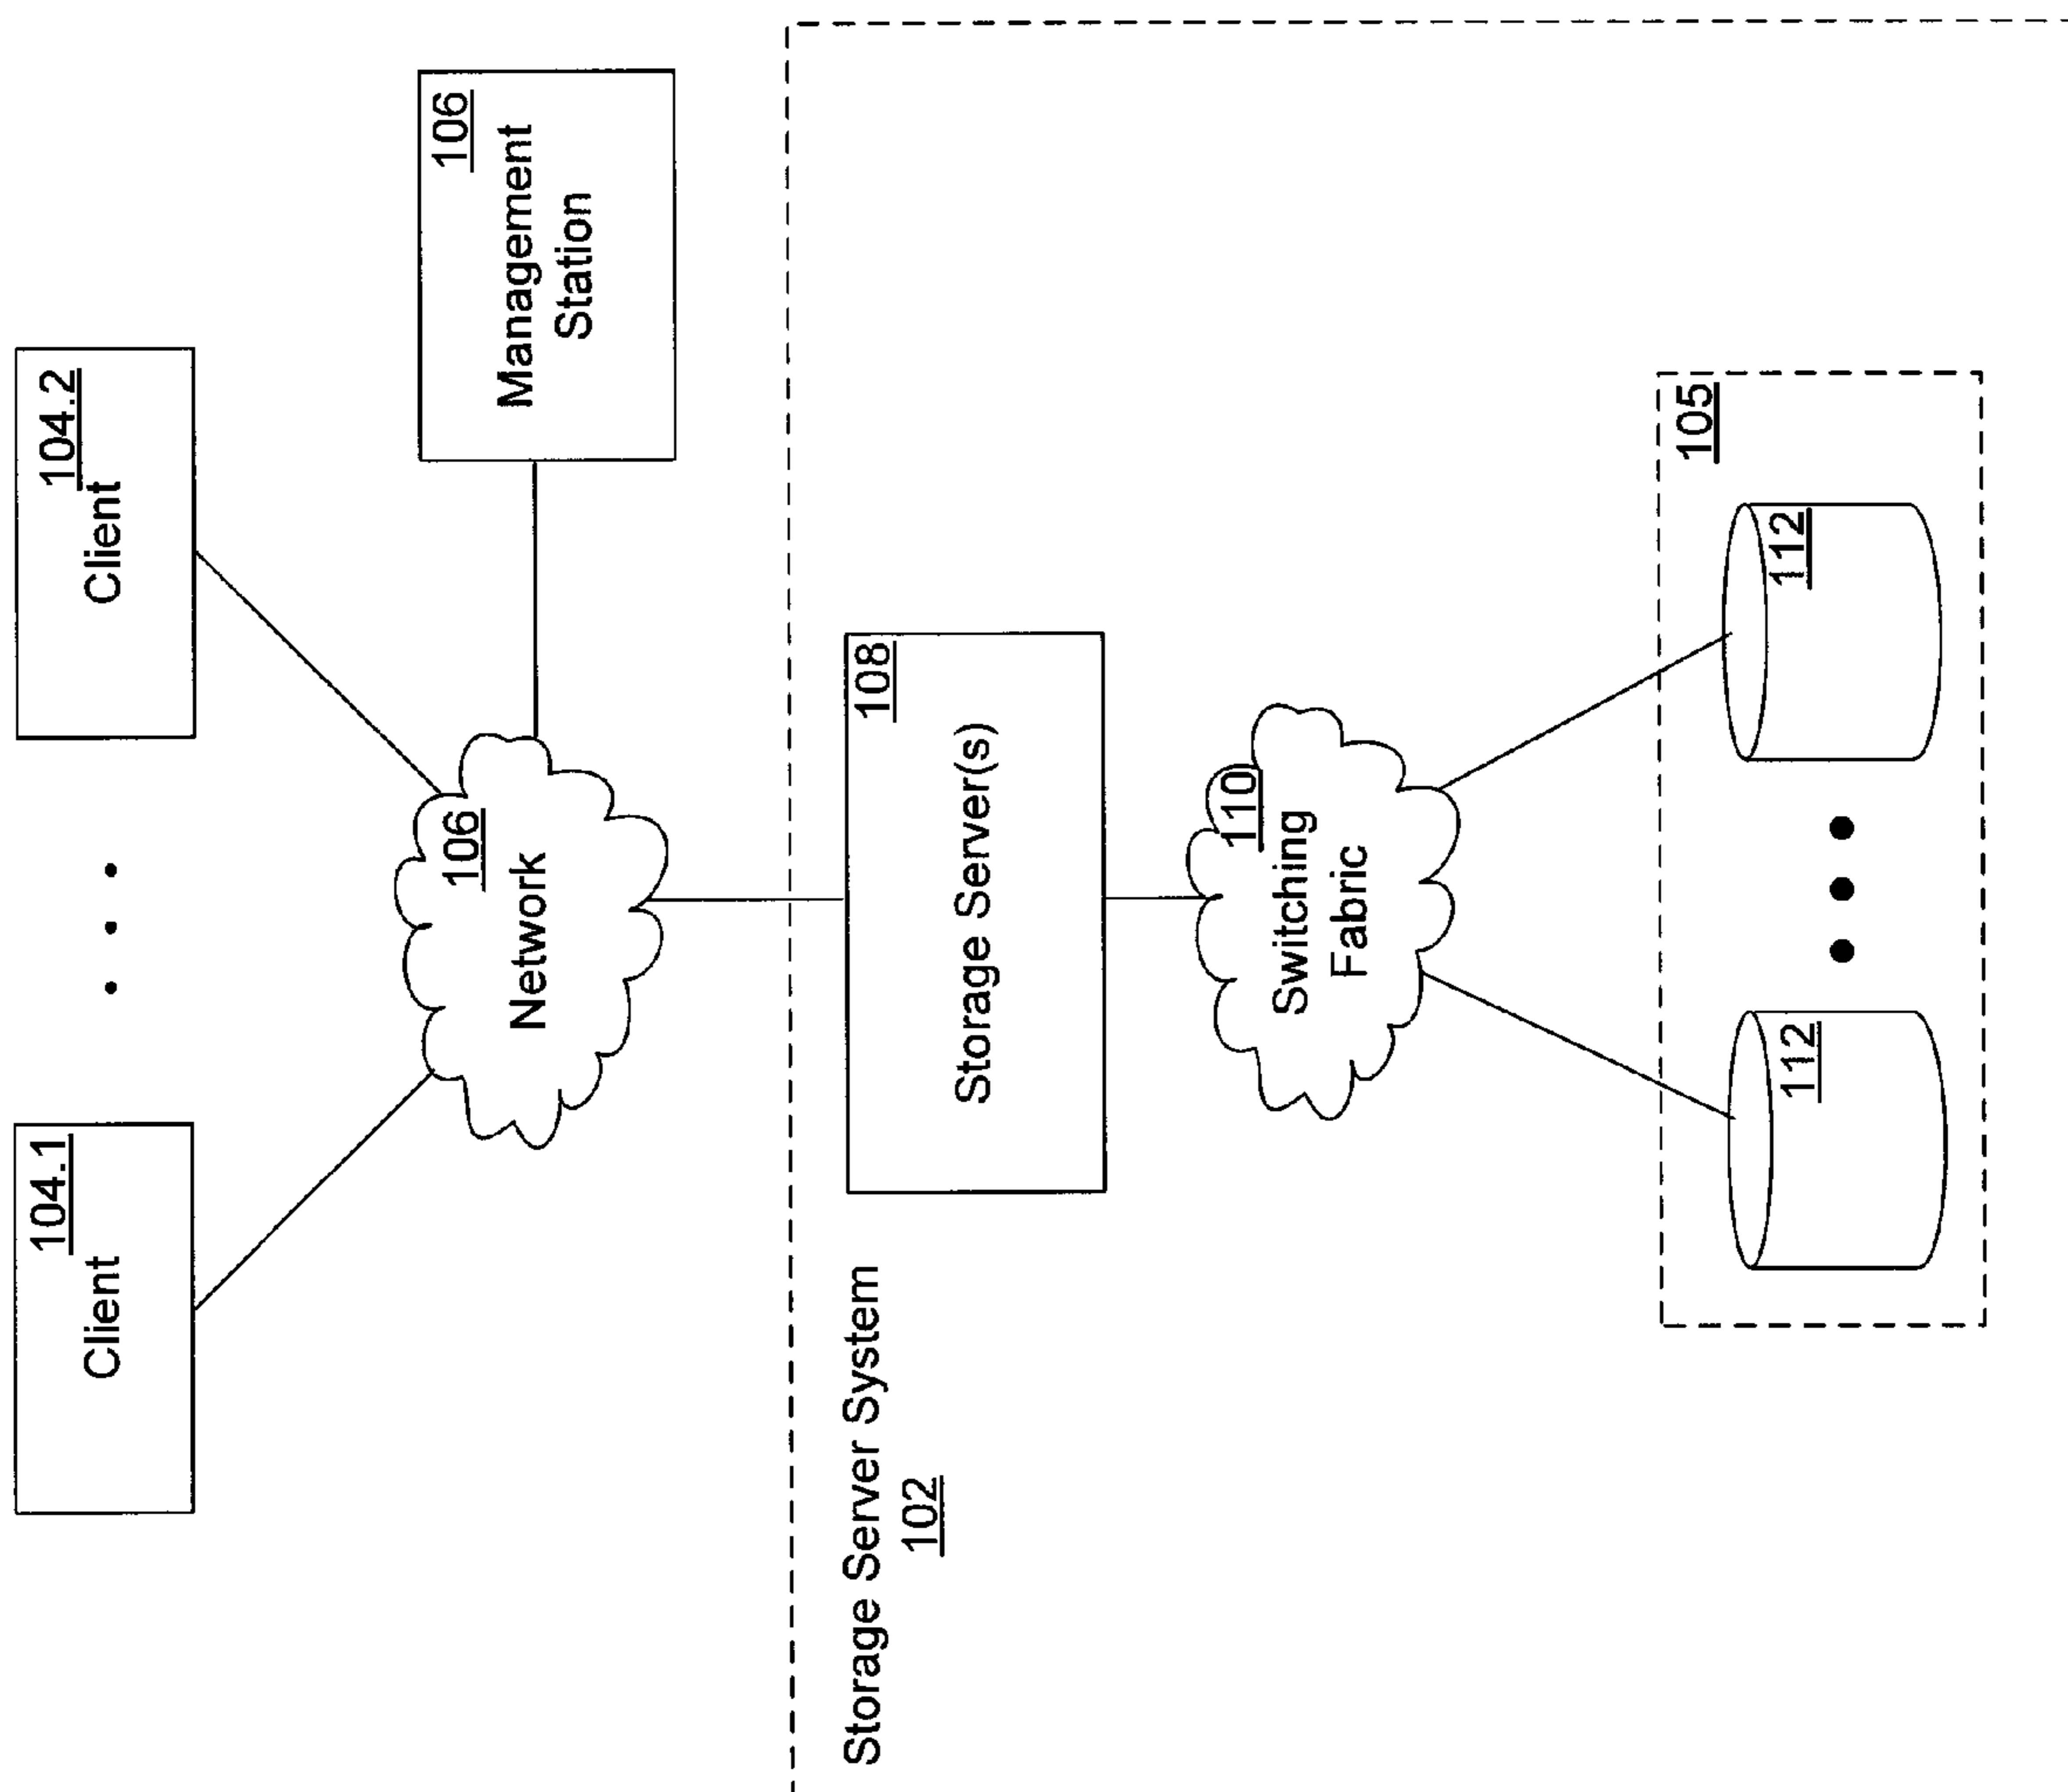 104.1
Client
104.2
Client
106
Network
106
Management
Station
Storage Server System
102
108
Storage Server(s)
110
Switching
Fabric
105
112
112